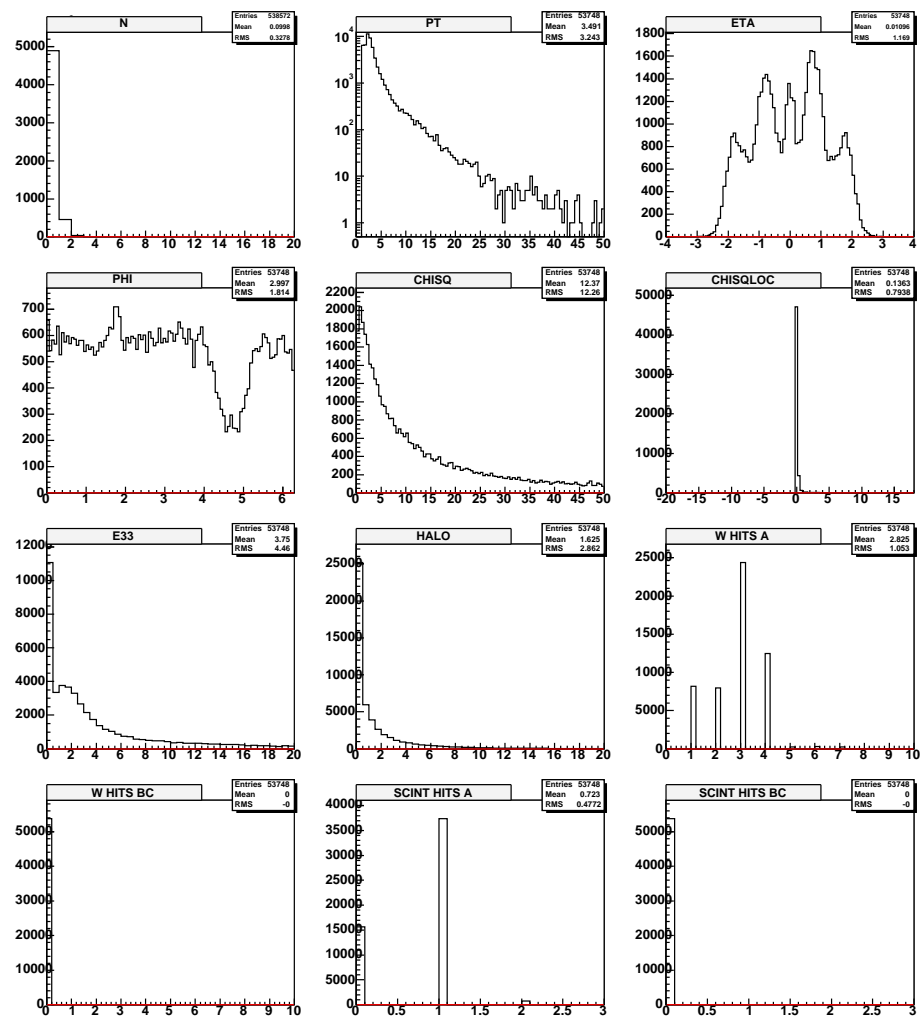 N
Entries 538572
Mean 0.0998
RMS 0.3278
5000
4000
3000
2000
1000
0
0 2 4 6 8 10 12 14 16 18 20
PT
Entries 53748
Mean 3.491
RMS 3.243
10^4
10^3
10^2
10
1
0 5 10 15 20 25 30 35 40 45 50
ETA
Entries 53748
Mean 0.01096
RMS 1.169
1800
1600
1400
1200
1000
800
600
400
200
0
-4 -3 -2 -1 0 1 2 3 4
PHI
Entries 53748
Mean 2.997
RMS 1.814
700
600
500
400
300
200
100
0
0 1 2 3 4 5 6
CHISQ
Entries 53748
Mean 12.37
RMS 12.26
2200
2000
1800
1600
1400
1200
1000
800
600
400
200
0 5 10 15 20 25 30 35 40 45 50
CHISQLOC
Entries 53748
Mean 0.1363
RMS 0.7938
50000
40000
30000
20000
10000
0
-20 -15 -10 -5 0 5 10 15
E33
Entries 53748
Mean 3.75
RMS 4.46
12000
10000
8000
6000
4000
2000
0
0 2 4 6 8 10 12 14 16 18 20
HALO
Entries 53748
Mean 1.625
RMS 2.862
25000
20000
15000
10000
5000
0
0 2 4 6 8 10 12 14 16 18 20
W HITS A
Entries 53748
Mean 2.825
RMS 1.053
25000
20000
15000
10000
5000
0
0 1 2 3 4 5 6 7 8 9 10
W HITS BC
Entries 53748
Mean 0
RMS -0
50000
40000
30000
20000
10000
0
0 1 2 3 4 5 6 7 8 9 10
SCINT HITS A
Entries 53748
Mean 0.723
RMS 0.4772
40000
35000
30000
25000
20000
15000
10000
5000
0
0 0.5 1 1.5 2 2.5 3
SCINT HITS BC
Entries 53748
Mean 0
RMS -0
50000
40000
30000
20000
10000
0
0 0.5 1 1.5 2 2.5 3